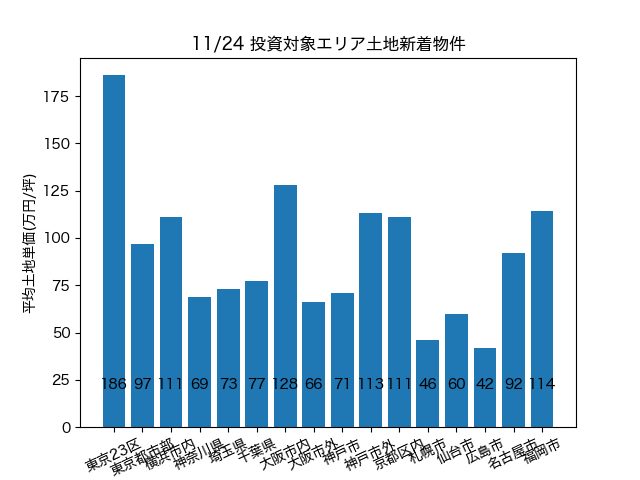 11/24 投資対象エリア土地新着物件
平均土地単価(万円/坪)
175
150
125
100
75
50
25
0
186 97 111 69 73 77 128 66 71 113 111 46 60 42 92 114
東京23区 東京都市部 横浜市内 神奈川県 埼玉県 千葉県 大阪市内 大阪市外 神戸市 神戸市外 京都区内 札幌市 仙台市 広島市 名古屋市 福岡市